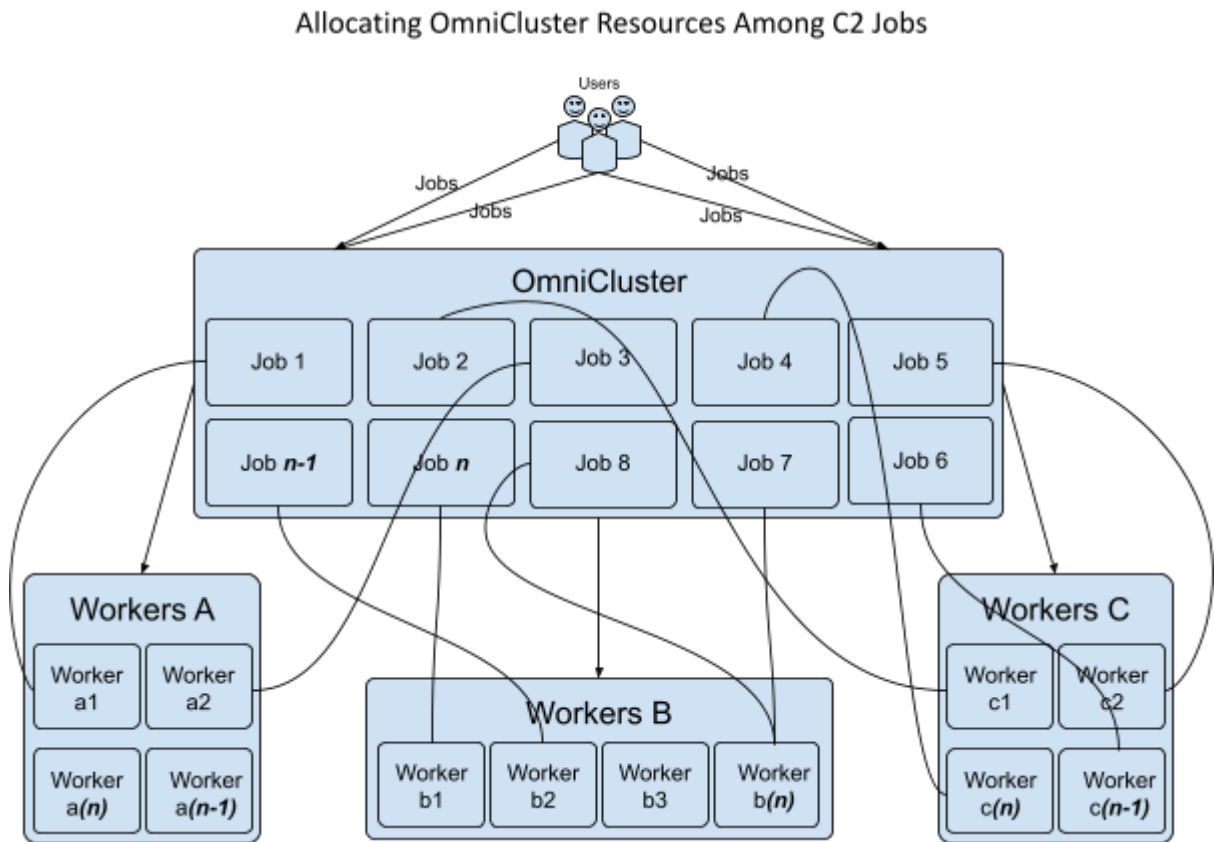 Allocating OmniCluster Resources Among C2 Jobs
Users
Jobs
Jobs
Jobs
Jobs
OmniCluster
Job 1
Job 2
Job 3
Job 4
Job 5
Job n-1
Job n
Job 8
Job 7
Job 6
Workers A
Worker
a1
Worker
a2
Worker
a(n)
Worker
a(n-1)
Workers B
Worker
b1
Worker
b2
Worker
b3
Worker
b(n)
Workers C
Worker
c1
Worker
c2
Worker
c(n)
Worker
c(n-1)